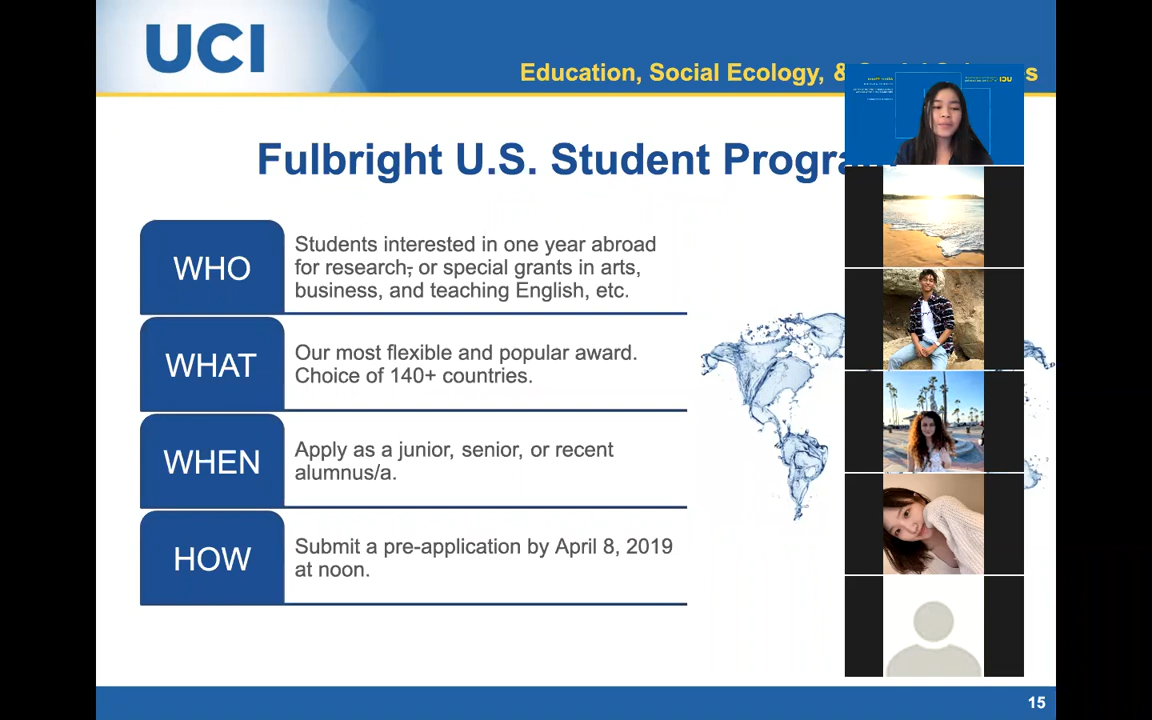 UCI
Education, Social Ecology, &
Fulbright U.S. Student Program
WHO
Students interested in one year abroad
for research, or special grants in arts,
business, and teaching English, etc.
WHAT
Our most flexible and popular award.
Choice of 140+ countries.
WHEN
Apply as a junior, senior, or recent
alumnus/a.
HOW
Submit a pre-application by April 8, 2019
at noon.
15